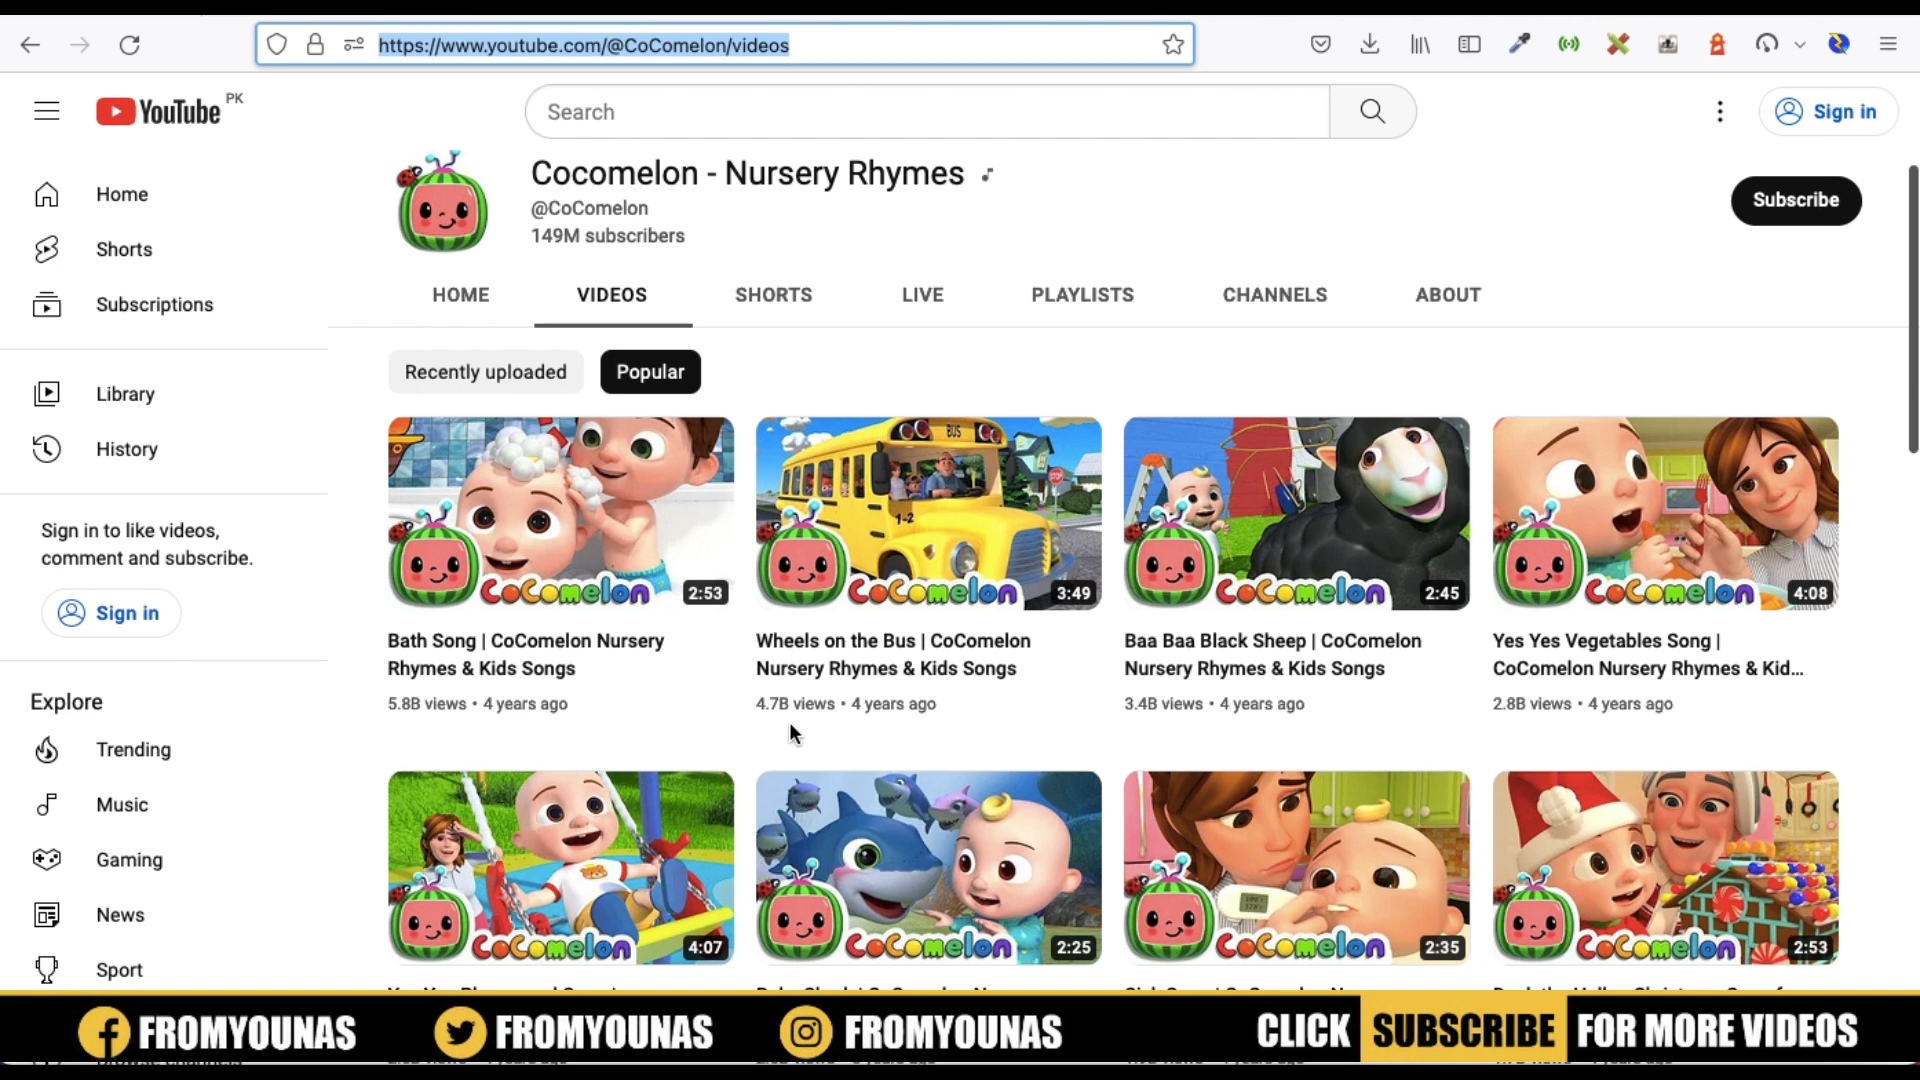 https://www.youtube.com/@CoComelon/videos
YouTube PK
Search
Sign in
Home
Shorts
Subscriptions
Library
History
Sign in to like videos,
comment and subscribe.
Sign in
Explore
Trending
Music
Gaming
News
Sport
Cocomelon - Nursery Rhymes
@CoComelon
149M subscribers
Subscribe
HOME VIDEOS SHORTS LIVE PLAYLISTS CHANNELS ABOUT
Recently uploaded Popular
CoComelon 2:53
BUS
1-2
STOP
CoComelon 3:49
CoComelon 2:45
CoComelon 4:08
Bath Song | CoComelon Nursery
Rhymes & Kids Songs
5.8B views • 4 years ago
Wheels on the Bus | CoComelon
Nursery Rhymes & Kids Songs
4.7B views • 4 years ago
Baa Baa Black Sheep | CoComelon
Nursery Rhymes & Kids Songs
3.4B views • 4 years ago
Yes Yes Vegetables Song |
CoComelon Nursery Rhymes & Kid...
2.8B views • 4 years ago
CoComelon 4:07
CoComelon 2:25
CoComelon 2:35
CoComelon 2:53
FROMYOUNAS FROMYOUNAS FROMYOUNAS CLICK SUBSCRIBE FOR MORE VIDEOS